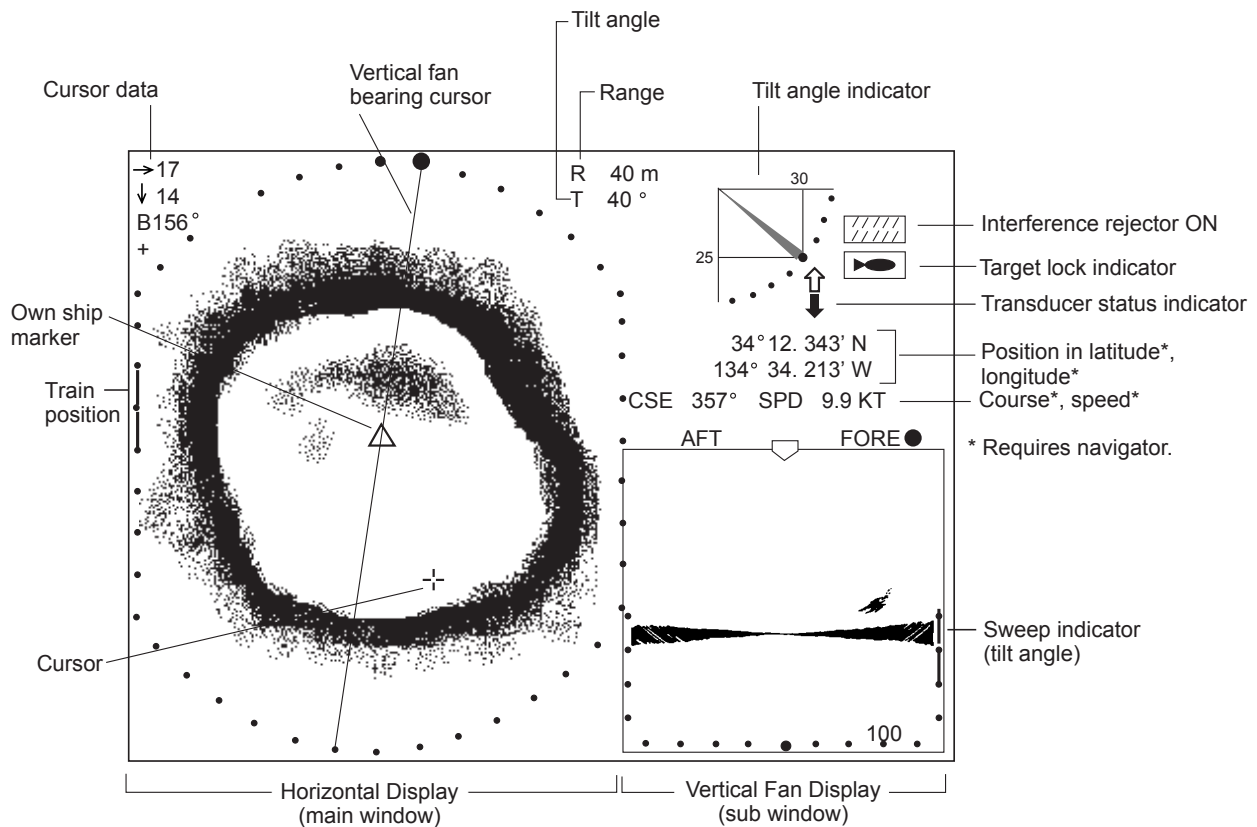 Tilt angle
Vertical fan
bearing cursor
Cursor data
Range
Tilt angle indicator
→17
↓ 14
B156°
+
R 40 m
T 40 °
30
25
Interference rejector ON
Target lock indicator
Transducer status indicator
Own ship
marker
Train
position
34° 12. 343' N
134° 34. 213' W
Position in latitude*,
longitude*
CSE 357° SPD 9.9 KT
Course*, speed*
AFT FORE
* Requires navigator.
Cursor
Sweep indicator
(tilt angle)
100
Horizontal Display
(main window)
Vertical Fan Display
(sub window)